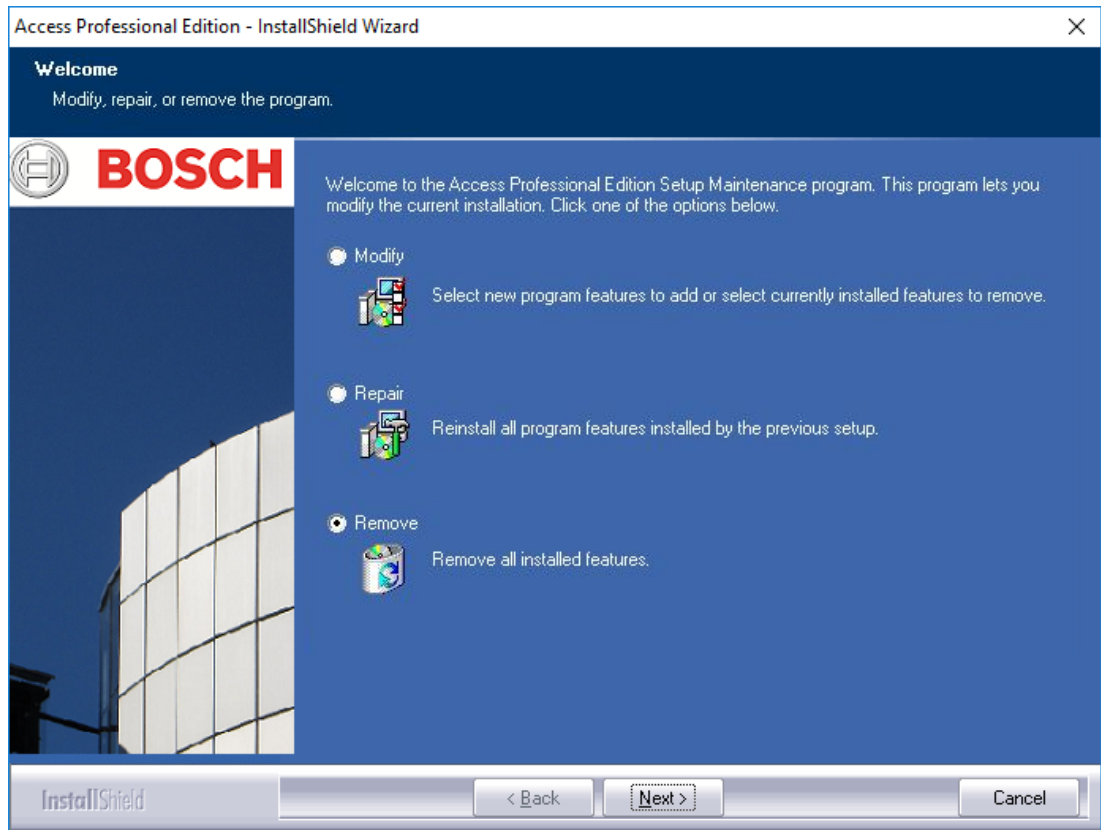 Access Professional Edition - InstallShield Wizard
Welcome
Modify, repair, or remove the program.
BOSCH
Welcome to the Access Professional Edition Setup Maintenance program. This program lets you
modify the current installation. Click one of the options below.
Modify
Select new program features to add or select currently installed features to remove.
Repair
Reinstall all program features installed by the previous setup.
Remove
Remove all installed features.
InstallShield
< Back
Next >
Cancel